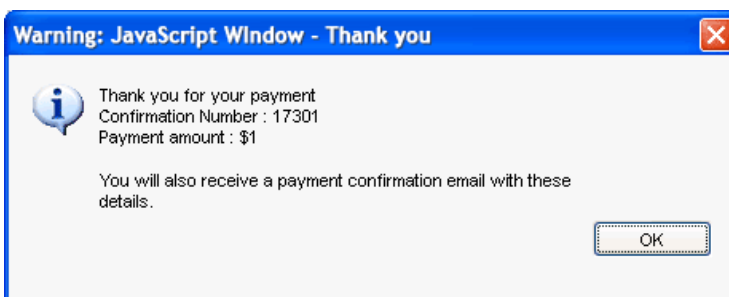 Warning: JavaScript WIndow - Thank you
Thank you for your payment
Confirmation Number : 17301
Payment amount : $1
You will also receive a payment confirmation email with these
details.
OK